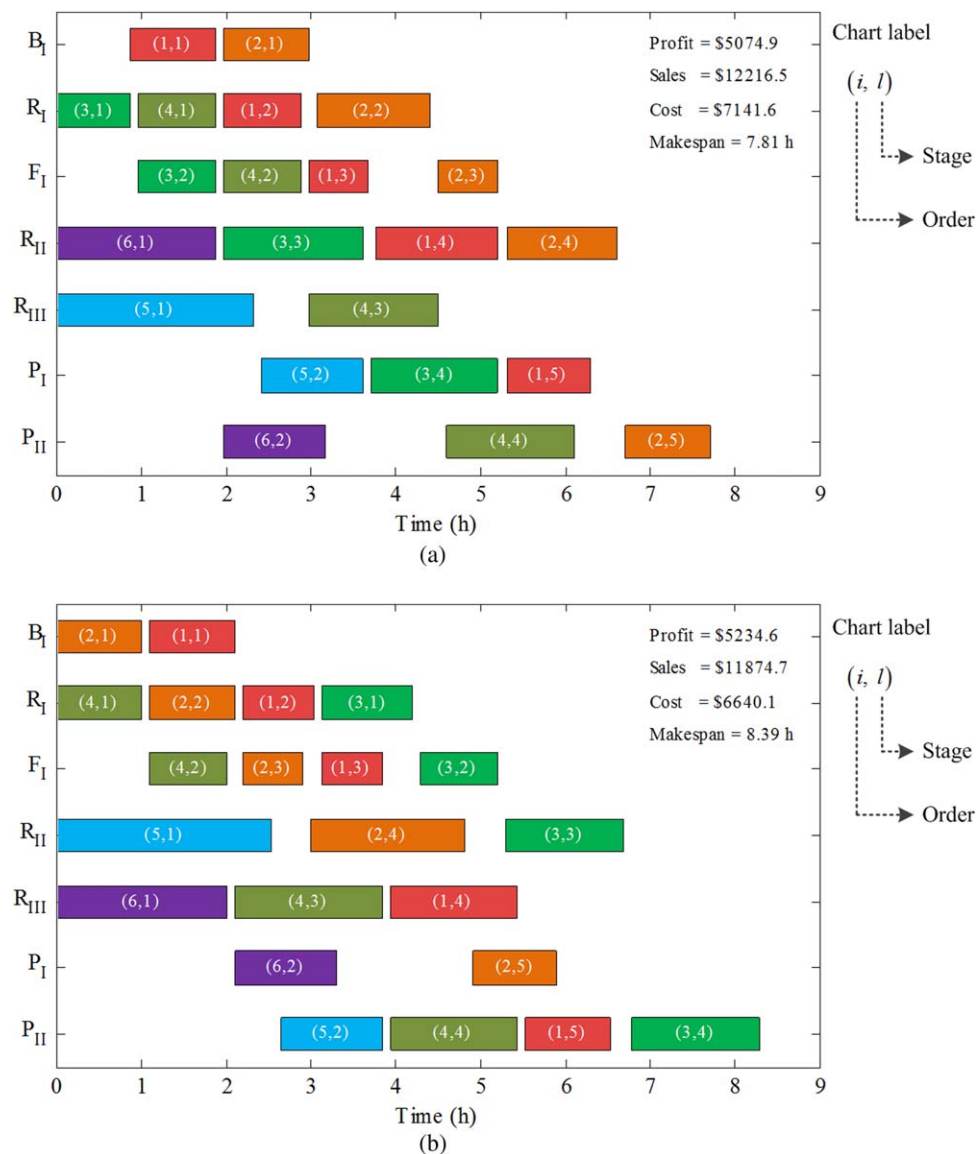 B_I (1,1) (2,1)
Profit = $5074.9
Sales = $12216.5
Cost = $7141.6
Makespan = 7.81 h
R_I (3,1) (4,1) (1,2) (2,2)
F_I (3,2) (4,2) (1,3) (2,3)
R_II (6,1) (3,3) (1,4) (2,4)
R_III (5,1) (4,3)
P_I (5,2) (3,4) (1,5)
P_II (6,2) (4,4) (2,5)
0 1 2 3 4 5 6 7 8 9
Time (h)
(a)
Chart label
(i, l)
Stage
Order
B_I (2,1) (1,1)
Profit = $5234.6
Sales = $11874.7
Cost = $6640.1
Makespan = 8.39 h
R_I (4,1) (2,2) (1,2) (3,1)
F_I (4,2) (2,3) (1,3) (3,2)
R_II (5,1) (2,4) (3,3)
R_III (6,1) (4,3) (1,4)
P_I (6,2) (2,5)
P_II (5,2) (4,4) (1,5) (3,4)
0 1 2 3 4 5 6 7 8 9
Time (h)
(b)
Chart label
(i, l)
Stage
Order